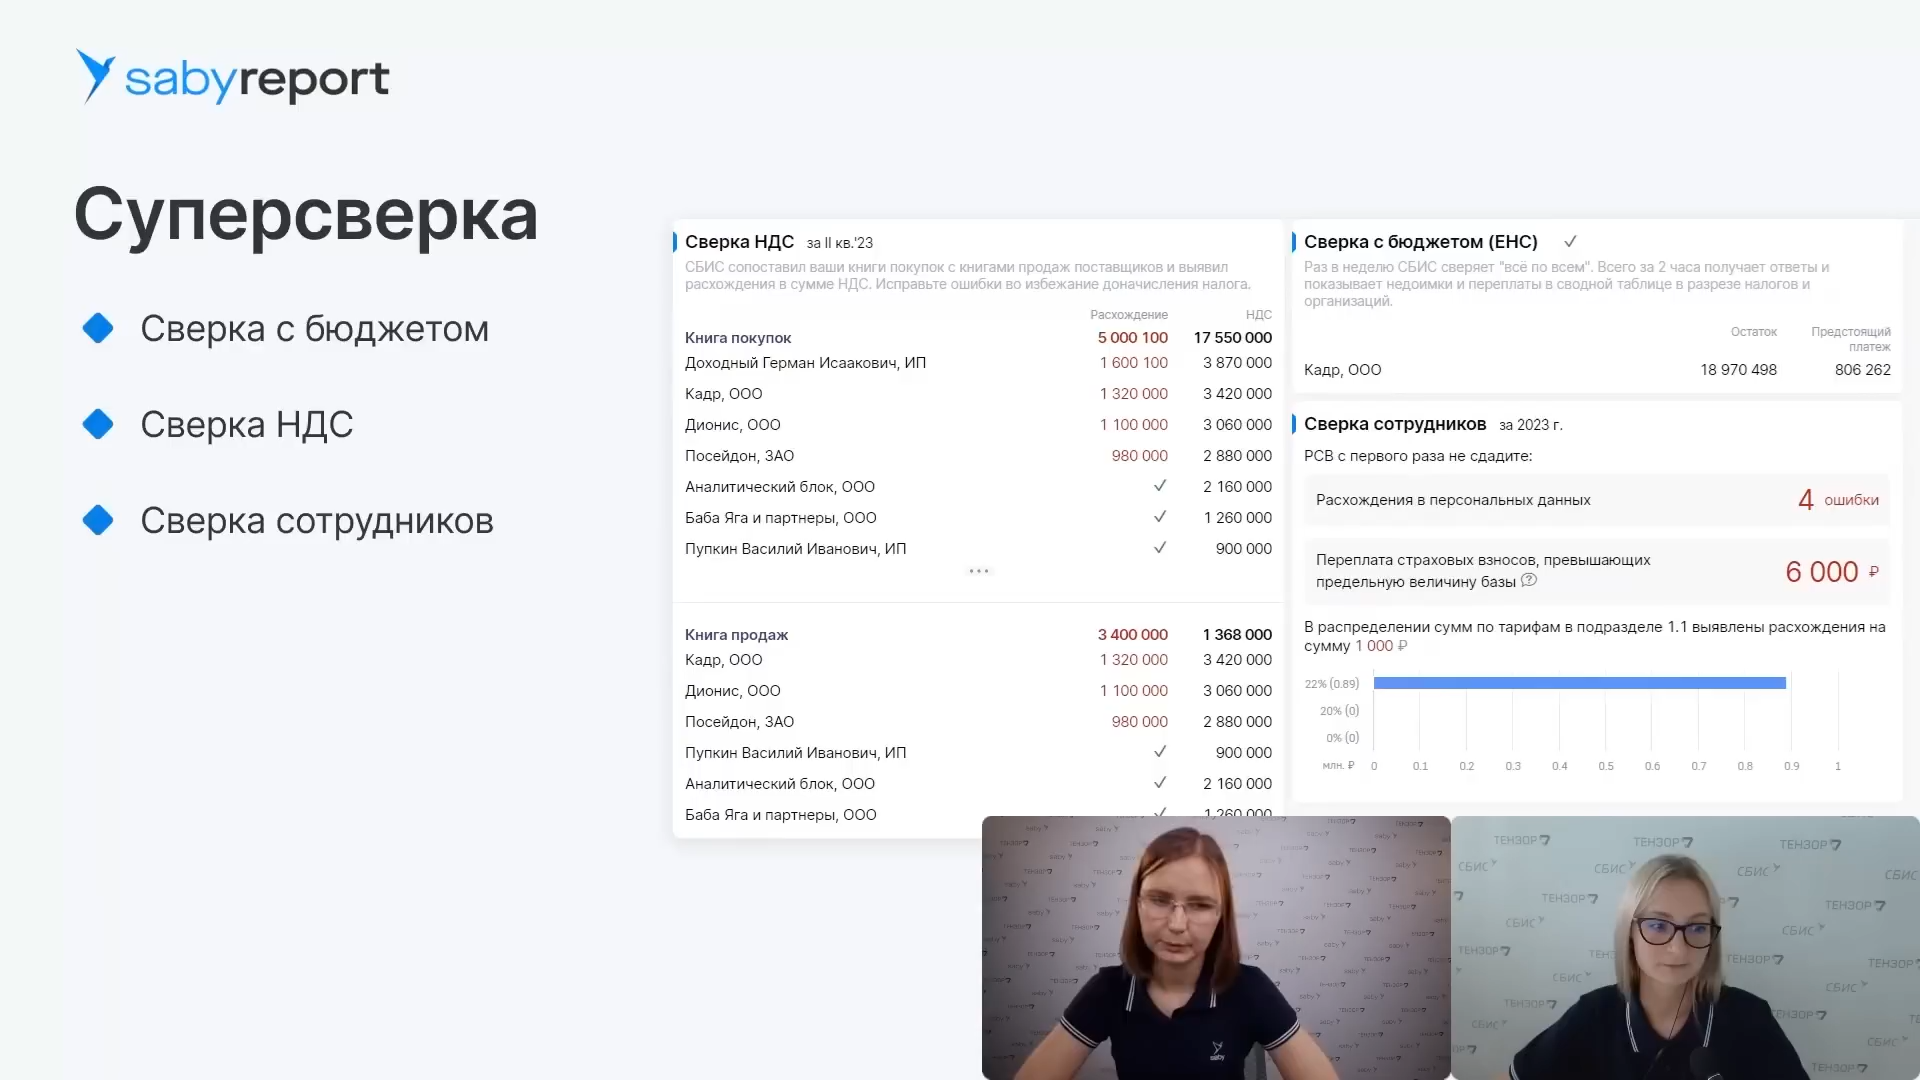 sabyreport
Суперсверка
Сверка с бюджетом
Сверка НДС
Сверка сотрудников
Сверка НДС за II кв.'23
СБИС сопоставил ваши книги покупок с книгами продаж поставщиков и выявил
расхождения в сумме НДС. Исправьте ошибки во избежание доначисления налога.
Расхождение НДС
Книга покупок 5 000 100 17 550 000
Доходный Герман Исаакович, ИП 1 600 100 3 870 000
Кадр, ООО 1 320 000 3 420 000
Дионис, ООО 1 100 000 3 060 000
Посейдон, ЗАО 980 000 2 880 000
Аналитический блок, ООО ✓ 2 160 000
Баба Яга и партнеры, ООО ✓ 1 260 000
Пупкин Василий Иванович, ИП ✓ 900 000
...
Книга продаж 3 400 000 1 368 000
Кадр, ООО 1 320 000 3 420 000
Дионис, ООО 1 100 000 3 060 000
Посейдон, ЗАО 980 000 2 880 000
Пупкин Василий Иванович, ИП ✓ 900 000
Аналитический блок, ООО ✓ 2 160 000
Баба Яга и партнеры, ООО ✓ 1 260 000
Сверка с бюджетом (ЕНС) ✓
Раз в неделю СБИС сверяет "всё по всем". Всего за 2 часа получает ответы и
показывает недоимки и переплаты в сводной таблице в разрезе налогов и
организаций.
Остаток Предстоящий
платеж
Кадр, ООО 18 970 498 806 262
Сверка сотрудников за 2023 г.
РСВ с первого раза не сдадите:
Расхождения в персональных данных 4 ошибки
Переплата страховых взносов, превышающих
предельную величину базы 6 000 ₽
В распределении сумм по тарифам в подразделе 1.1 выявлены расхождения на
сумму 1 000 ₽
22% (0.89)
20% (0)
0% (0)
млн. ₽ 0 0.1 0.2 0.3 0.4 0.5 0.6 0.7 0.8 0.9 1
saby
ТЕНЗОР
СБИС